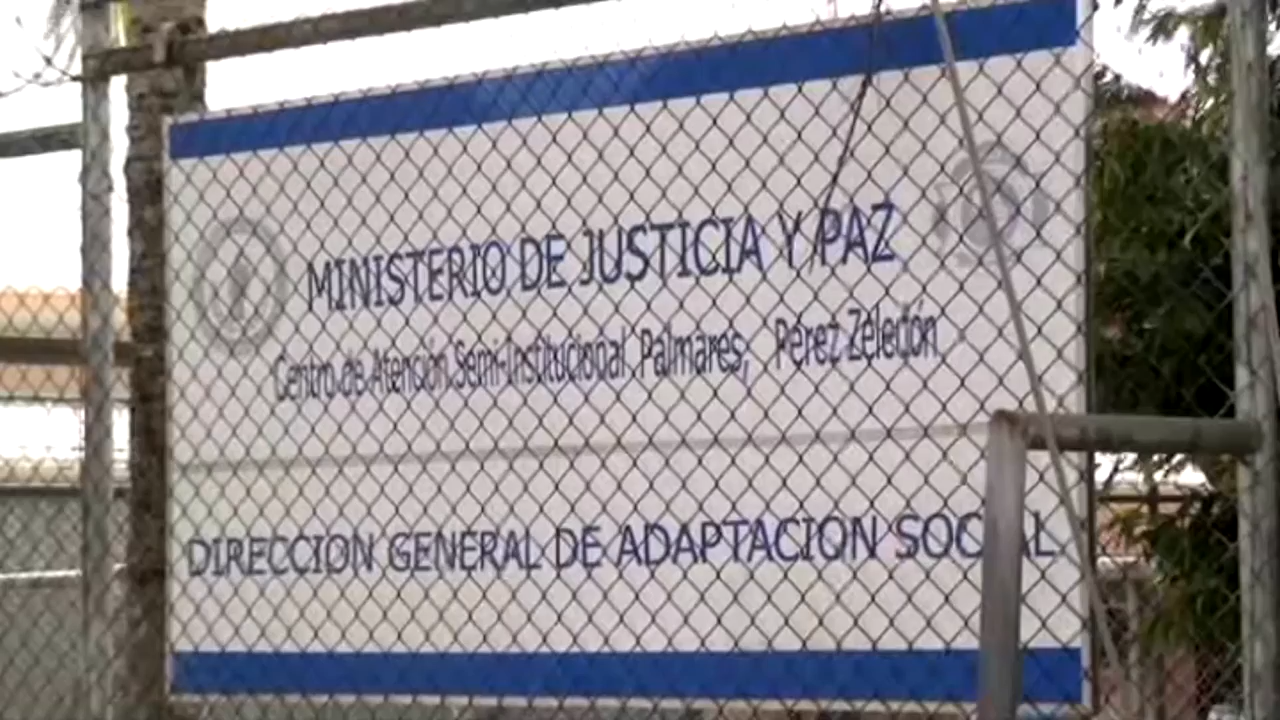 MINISTERIO DE JUSTICIA Y PAZ
Centro de Atención Semi-Institucional Palmares, Pérez Zeledón
DIRECCION GENERAL DE ADAPTACION SOCIAL